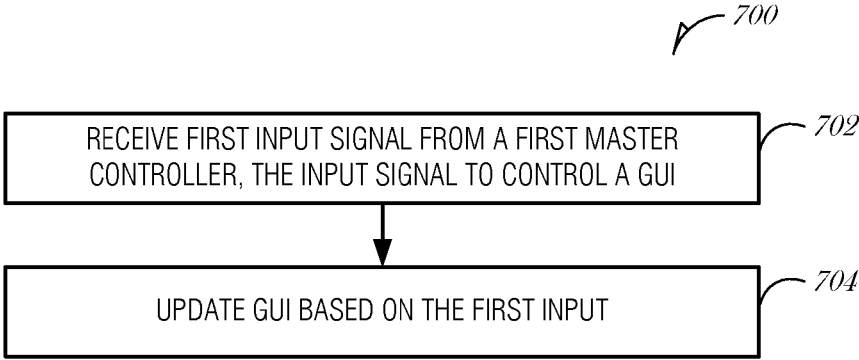 700
RECEIVE FIRST INPUT SIGNAL FROM A FIRST MASTER
CONTROLLER, THE INPUT SIGNAL TO CONTROL A GUI
702
UPDATE GUI BASED ON THE FIRST INPUT
704